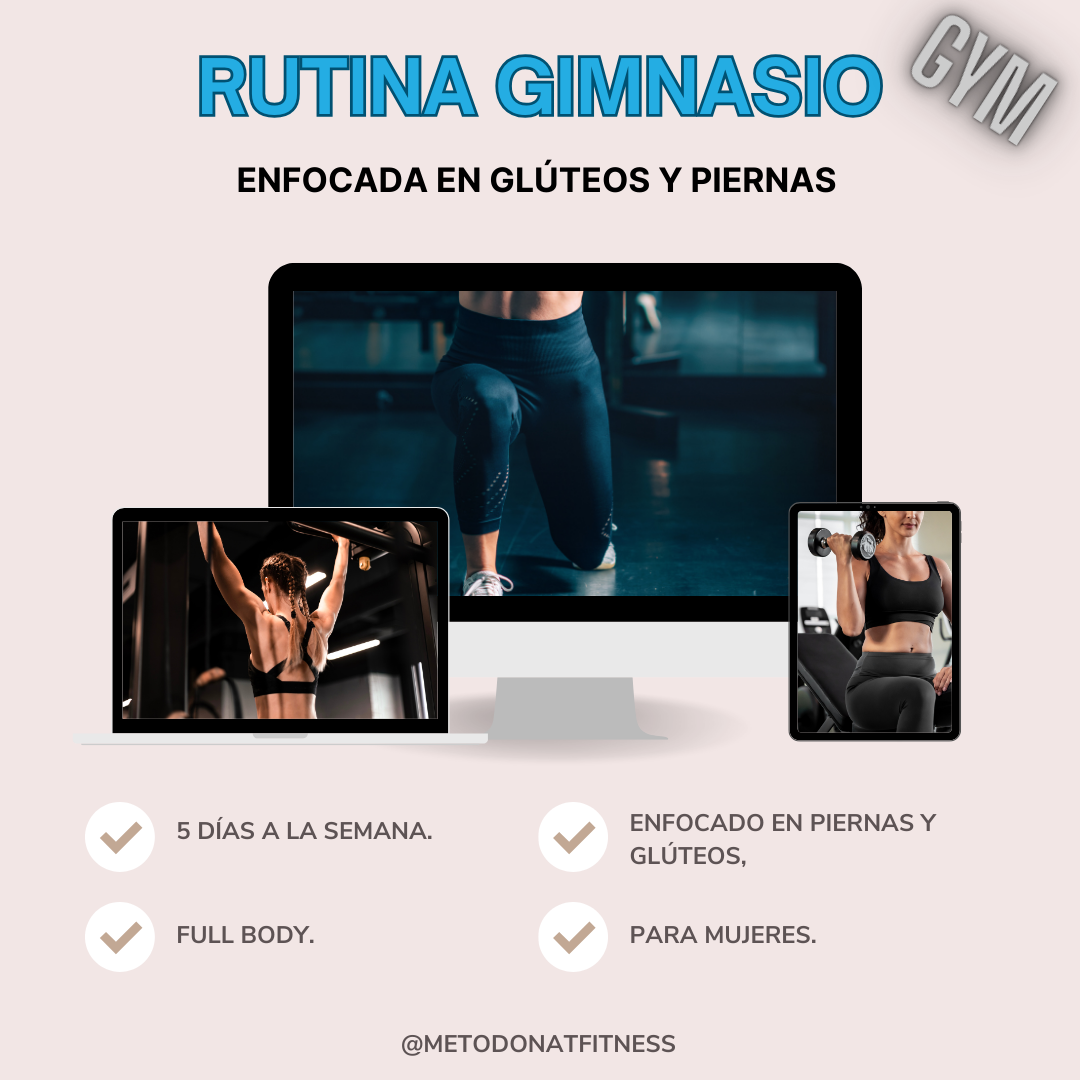 RUTINA GIMNASIO
GYM
ENFOCADA EN GLÚTEOS Y PIERNAS
5 DÍAS A LA SEMANA.
ENFOCADO EN PIERNAS Y
GLÚTEOS,
FULL BODY.
PARA MUJERES.
@METODONATFITNESS